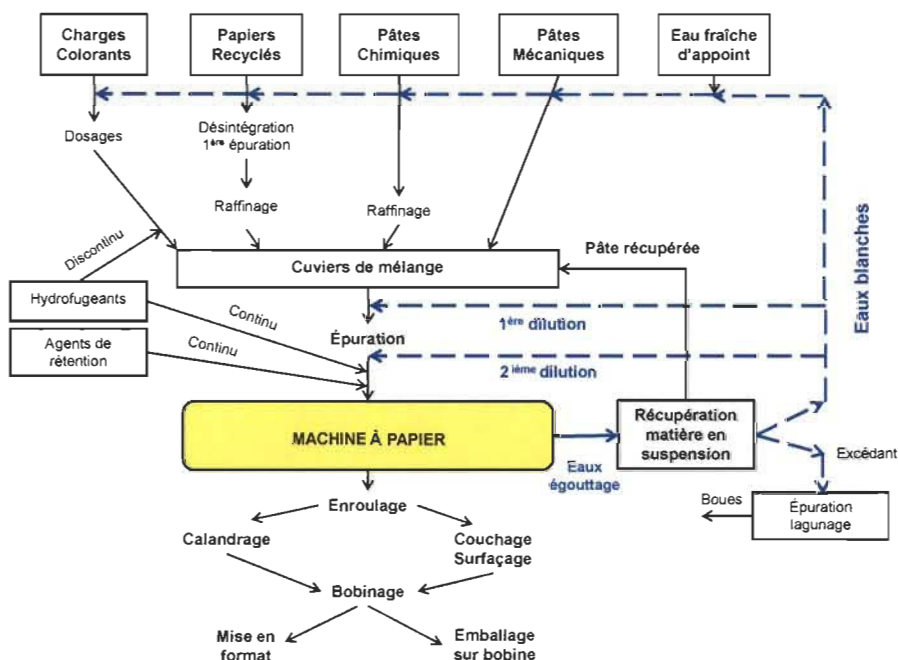 Charges
Colorants
Papiers
Recyclés
Pâtes
Chimiques
Pâtes
Mécaniques
Eau fraîche
d'appoint
Dosages
Désintégration
1ère épuration
Raffinage
Raffinage
Discontinu
Cuviers de mélange
Pâte récupérée
Eaux blanches
Hydrofugeants
Continu
1ère dilution
Épuration
Agents de
rétention
Continu
2ième dilution
MACHINE À PAPIER
Récupération
matière en
suspension
Eaux
égouttage
Excédant
Boues
Épuration
lagunage
Enroulage
Calandrage
Couchage
Surfaçage
Bobinage
Mise en
format
Emballage
sur bobine